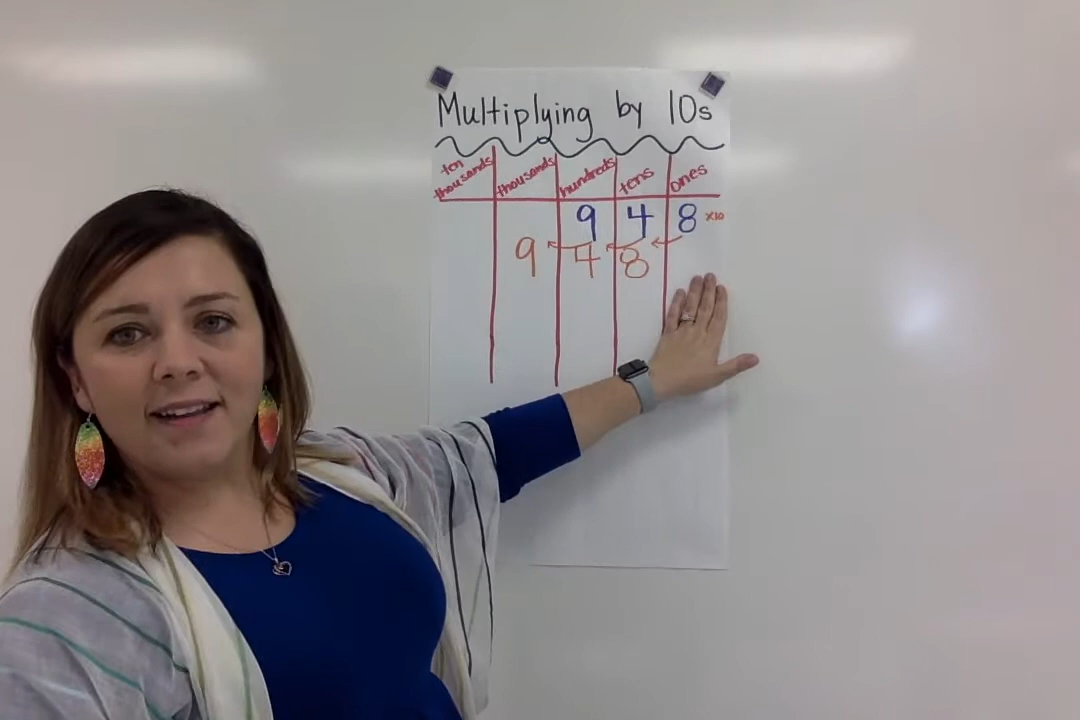 Multiplying by 10s
ten thousands thousands hundreds tens ones
9 4 8 x10
9 4 8